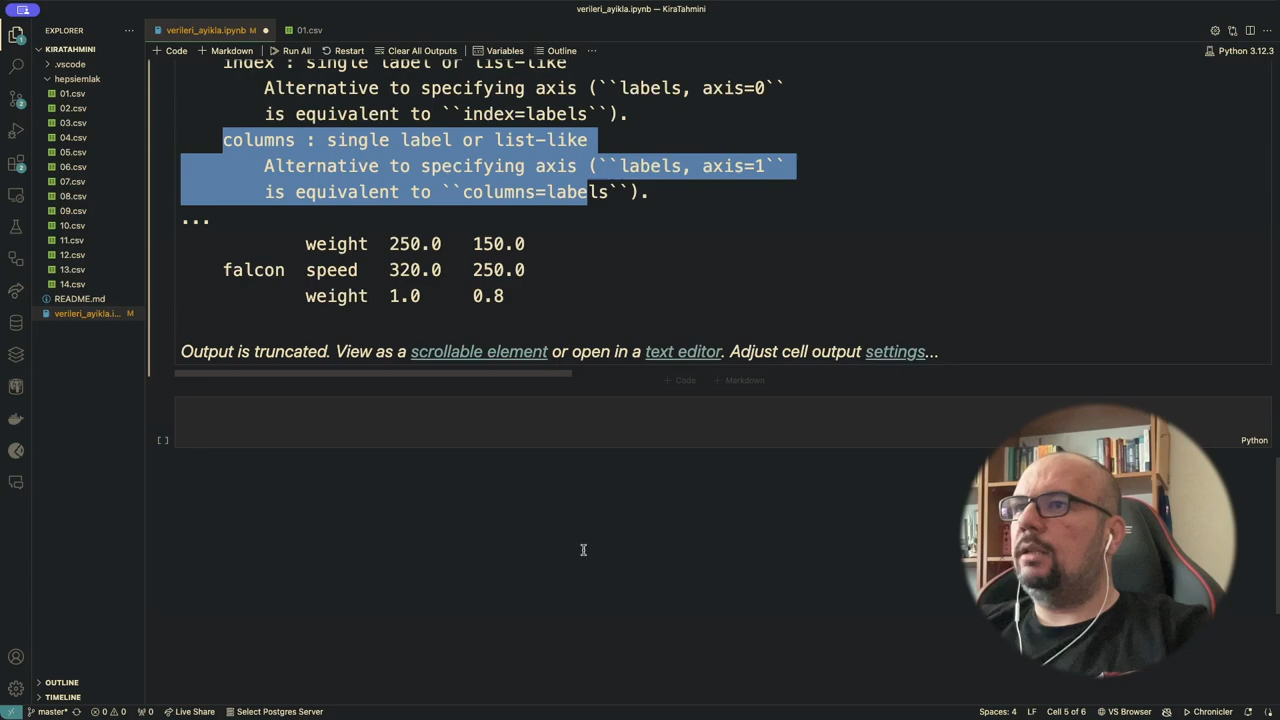 verileri_ayikla.ipynb — KiraTahmini
EXPLORER
verileri_ayikla.ipynb M
01.csv
KIRATAHMINI
.vscode
hepsiemlak
01.csv
02.csv
03.csv
04.csv
05.csv
06.csv
07.csv
08.csv
09.csv
10.csv
11.csv
12.csv
13.csv
14.csv
README.md
verileri_ayikla.i... M
OUTLINE
TIMELINE
+ Code + Markdown Run All Restart Clear All Outputs Variables Outline ...
Python 3.12.3
index : single label or list-like
Alternative to specifying axis (``labels, axis=0``
is equivalent to ``index=labels``).
columns : single label or list-like
Alternative to specifying axis (``labels, axis=1``
is equivalent to ``columns=labels``).
...
weight 250.0 150.0
falcon speed 320.0 250.0
weight 1.0 0.8
Output is truncated. View as a scrollable element or open in a text editor. Adjust cell output settings...
+ Code + Markdown
[ ]
Python
master* 0 0 0 Live Share Select Postgres Server Spaces: 4 LF Cell 5 of 6 VS Browser Chronicler